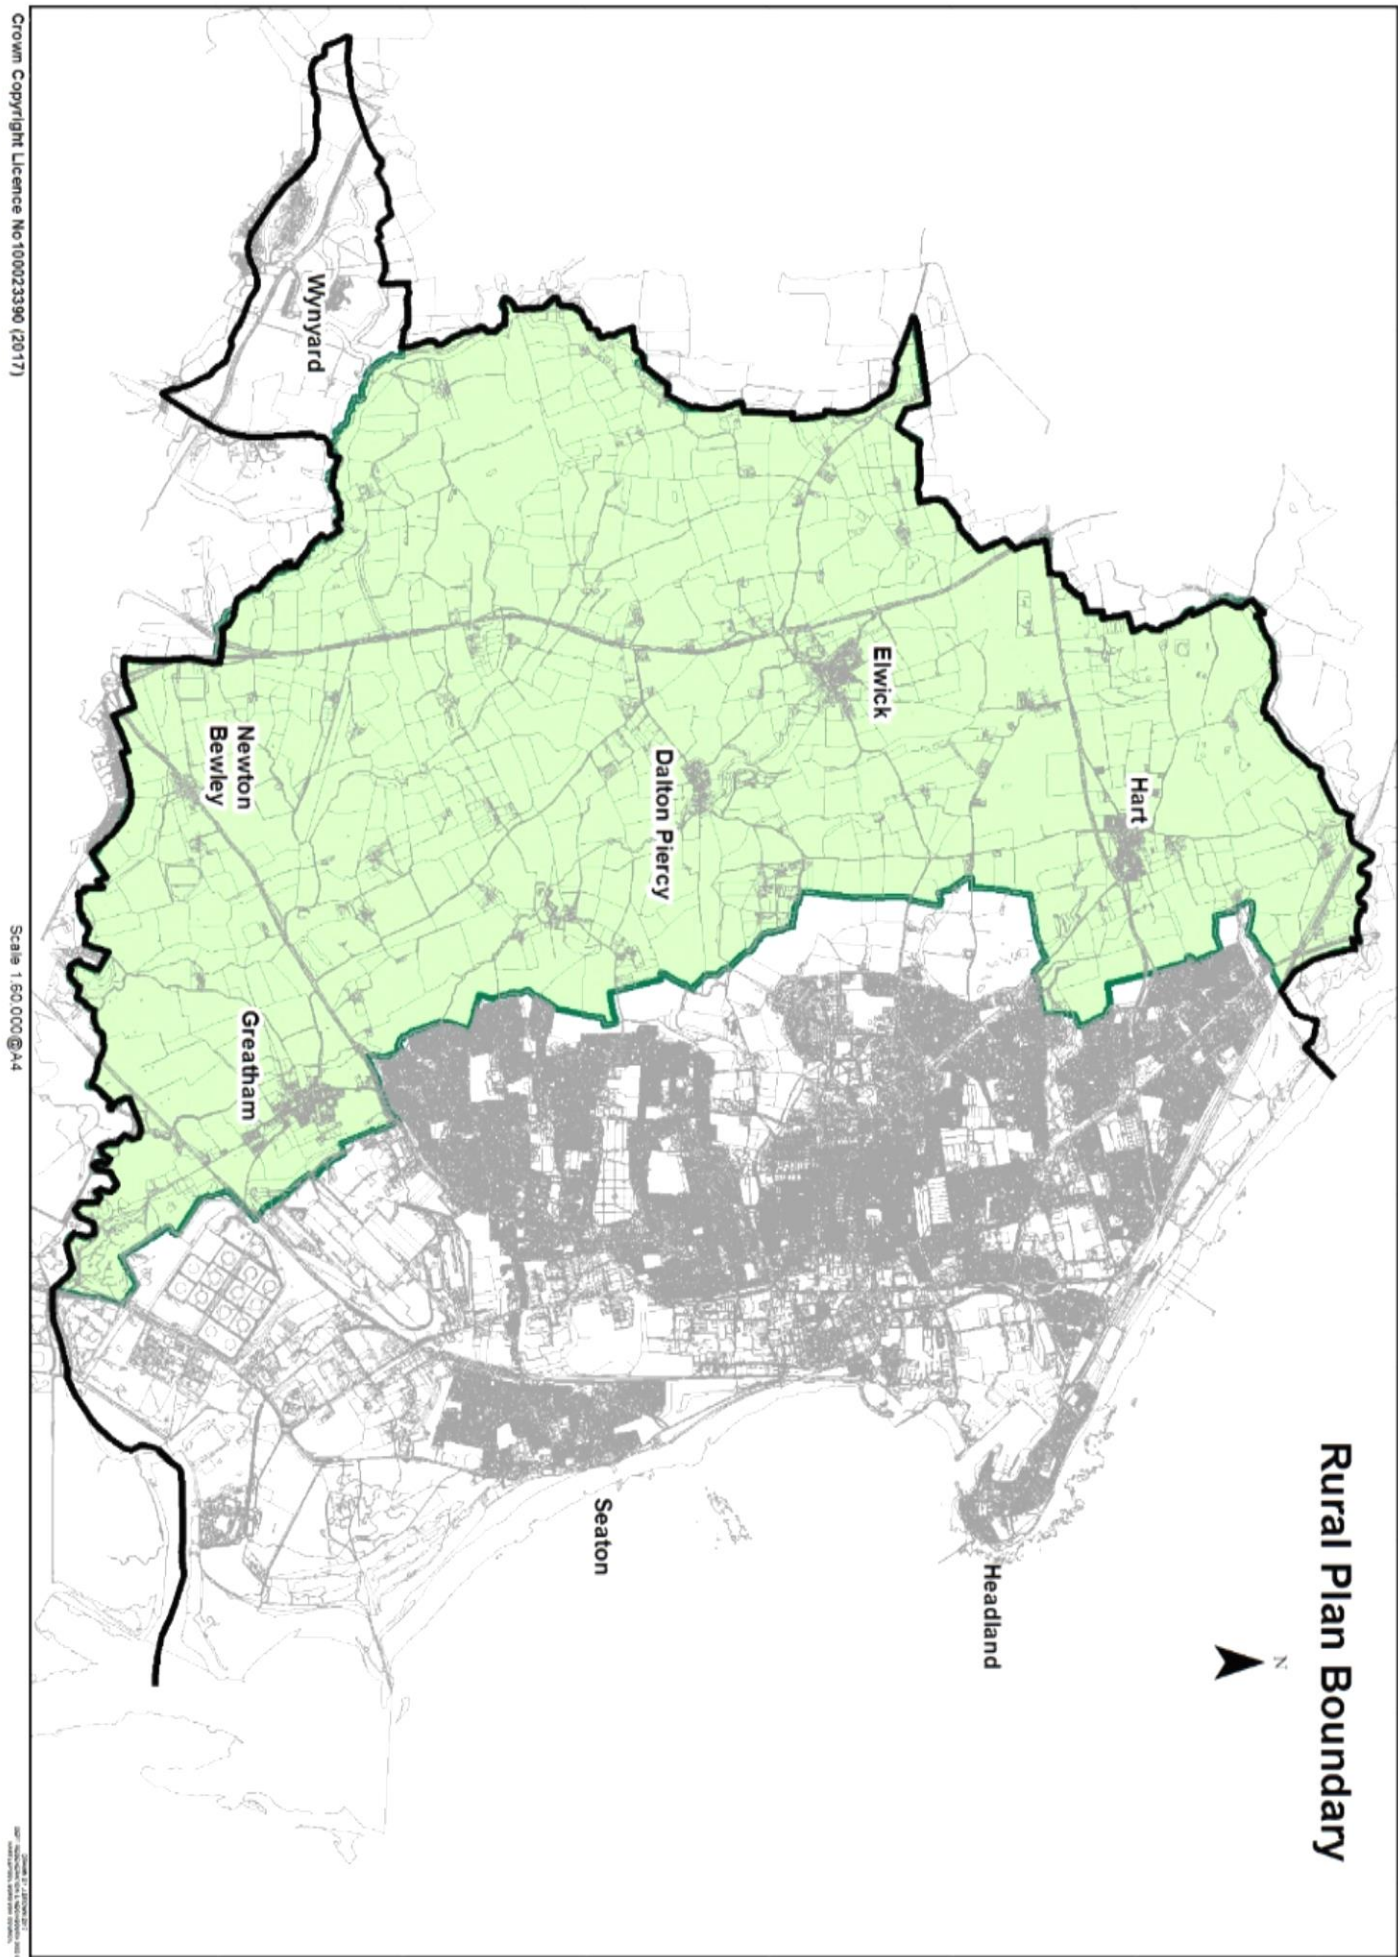 Rural Plan Boundary
N
Hart
Elwick
Headland
Dalton Piercy
Seaton
Wynyard
Newton
Bewley
Greatham
Crown Copyright Licence No100023390 (2017)
Scale 1:60,000@A4